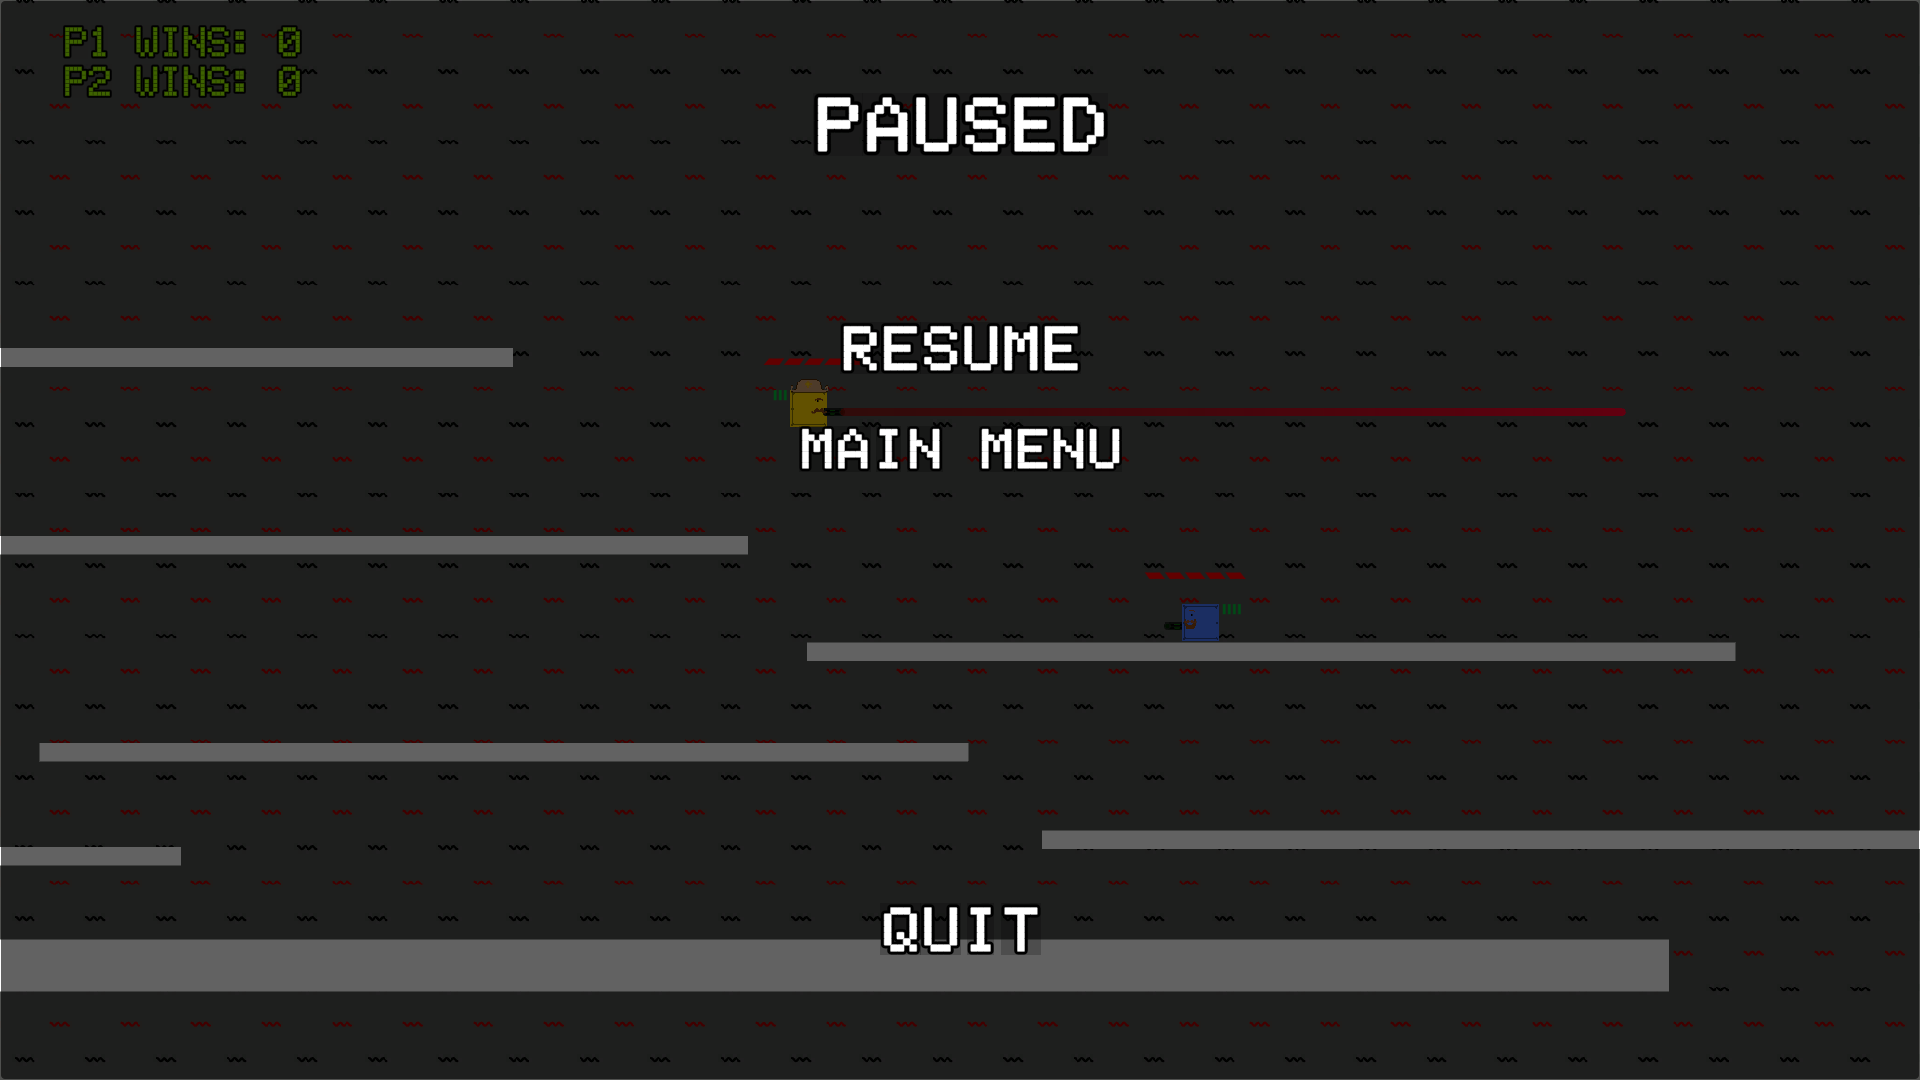 P1 WINS: 0
P2 WINS: 0
PAUSED
RESUME
MAIN MENU
QUIT